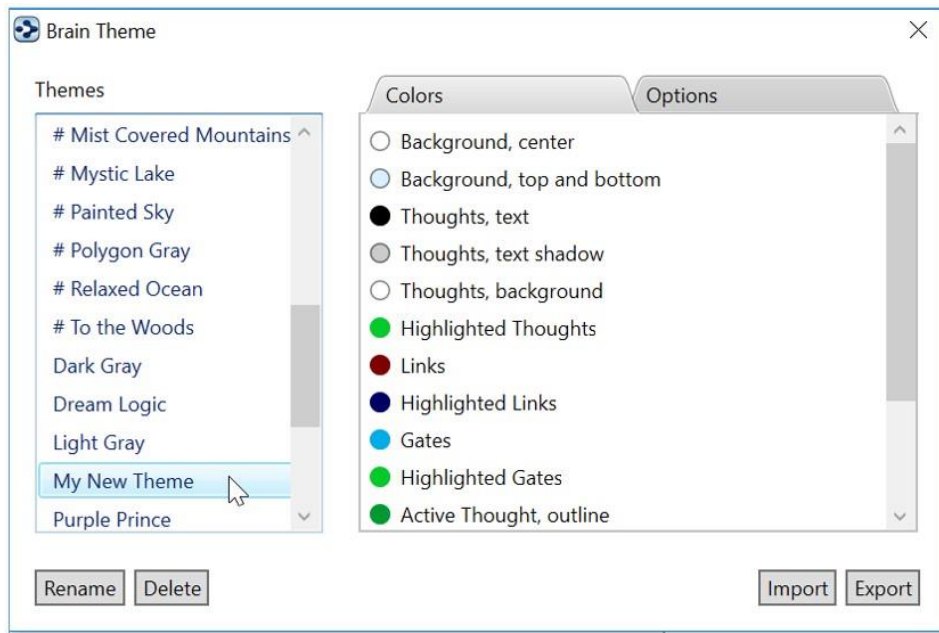 Brain Theme
Themes
# Mist Covered Mountains
# Mystic Lake
# Painted Sky
# Polygon Gray
# Relaxed Ocean
# To the Woods
Dark Gray
Dream Logic
Light Gray
My New Theme
Purple Prince
Rename
Delete
Colors
Options
Background, center
Background, top and bottom
Thoughts, text
Thoughts, text shadow
Thoughts, background
Highlighted Thoughts
Links
Highlighted Links
Gates
Highlighted Gates
Active Thought, outline
Import
Export